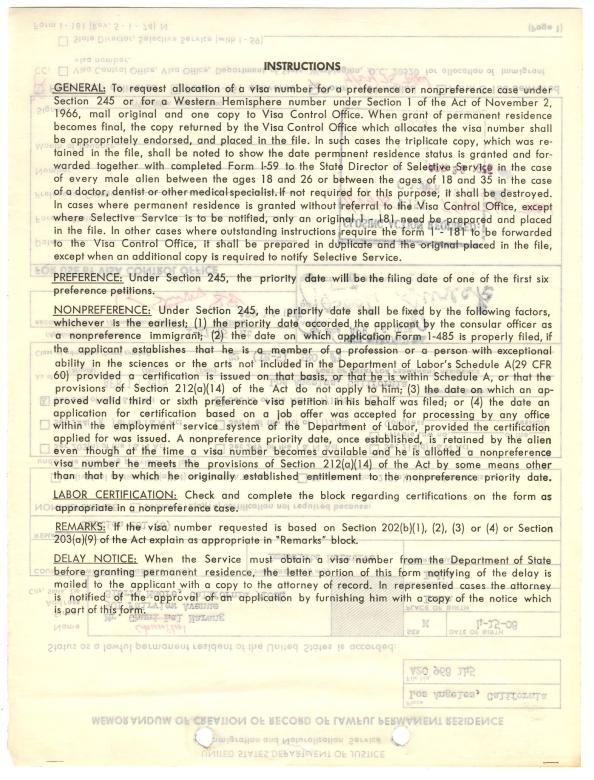 INSTRUCTIONS
GENERAL: To request allocation of a visa number for a preference or nonpreference case under
Section 245 or for a Western Hemisphere number under Section 1 of the Act of November 2,
1966, mail original and one copy to Visa Control Office. When grant of permanent residence
becomes final, the copy returned by the Visa Control Office which allocates the visa number shall
be appropriately endorsed, and placed in the file. In such cases the triplicate copy, which was re-
tained in the file, shall be noted to show the date permanent residence status is granted and for-
warded together with completed Form I-59 to the State Director of Selective Service in the case
of every male alien between the ages 18 and 26 or between the ages of 18 and 35 in the case
of a doctor, dentist or other medical specialist. If not required for this purpose, it shall be destroyed.
In cases where permanent residence is granted without referral to the Visa Control Office, except
where Selective Service is to be notified, only an original I - 181 need be prepared and placed
in the file. In other cases where outstanding instructions require the form I - 181 to be forwarded
to the Visa Control Office, it shall be prepared in duplicate and the original placed in the file,
except when an additional copy is required to notify Selective Service.
PREFERENCE: Under Section 245, the priority date will be the filing date of one of the first six
preference petitions.
NONPREFERENCE: Under Section 245, the priority date shall be fixed by the following factors,
whichever is the earliest; (1) the priority date accorded the applicant by the consular officer as
a nonpreference immigrant; (2) the date on which application Form I-485 is properly filed, if
the applicant establishes that he is a member of a profession or a person with exceptional
ability in the sciences or the arts not included in the Department of Labor's Schedule A(29 CFR
60) provided a certification is issued on that basis, or that he is within Schedule A, or that the
provisions of Section 212(a)(14) of the Act do not apply to him; (3) the date on which an ap-
proved valid third or sixth preference visa petition in his behalf was filed; or (4) the date an
application for certification based on a job offer was accepted for processing by any office
within the employment service system of the Department of Labor, provided the certification
applied for was issued. A nonpreference priority date, once established, is retained by the alien
even though at the time a visa number becomes available and he is allotted a nonpreference
visa number he meets the provisions of Section 212(a)(14) of the Act by some means other
than that by which he originally established entitlement to the nonpreference priority date.
LABOR CERTIFICATION: Check and complete the block regarding certifications on the form as
appropriate in a nonpreference case.
REMARKS: If the visa number requested is based on Section 202(b)(1), (2), (3) or (4) or Section
203(a)(9) of the Act explain as appropriate in "Remarks" block.
DELAY NOTICE: When the Service must obtain a visa number from the Department of State
before granting permanent residence, the letter portion of this form notifying of the delay is
mailed to the applicant with a copy to the attorney of record. In represented cases the attorney
is notified of the approval of an application by furnishing him with a copy of the notice which
is part of this form.